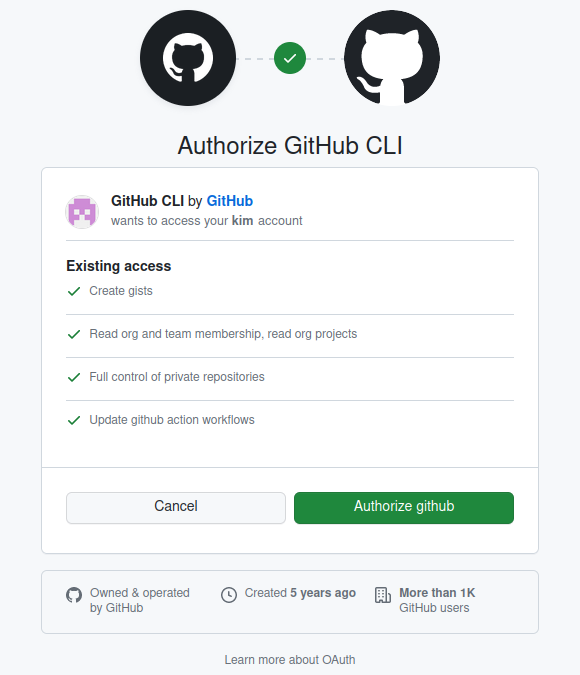 Authorize GitHub CLI
GitHub CLI by GitHub
wants to access your kim account
Existing access
Create gists
Read org and team membership, read org projects
Full control of private repositories
Update github action workflows
Cancel
Authorize github
Owned & operated
by GitHub
Created 5 years ago
More than 1K
GitHub users
Learn more about OAuth